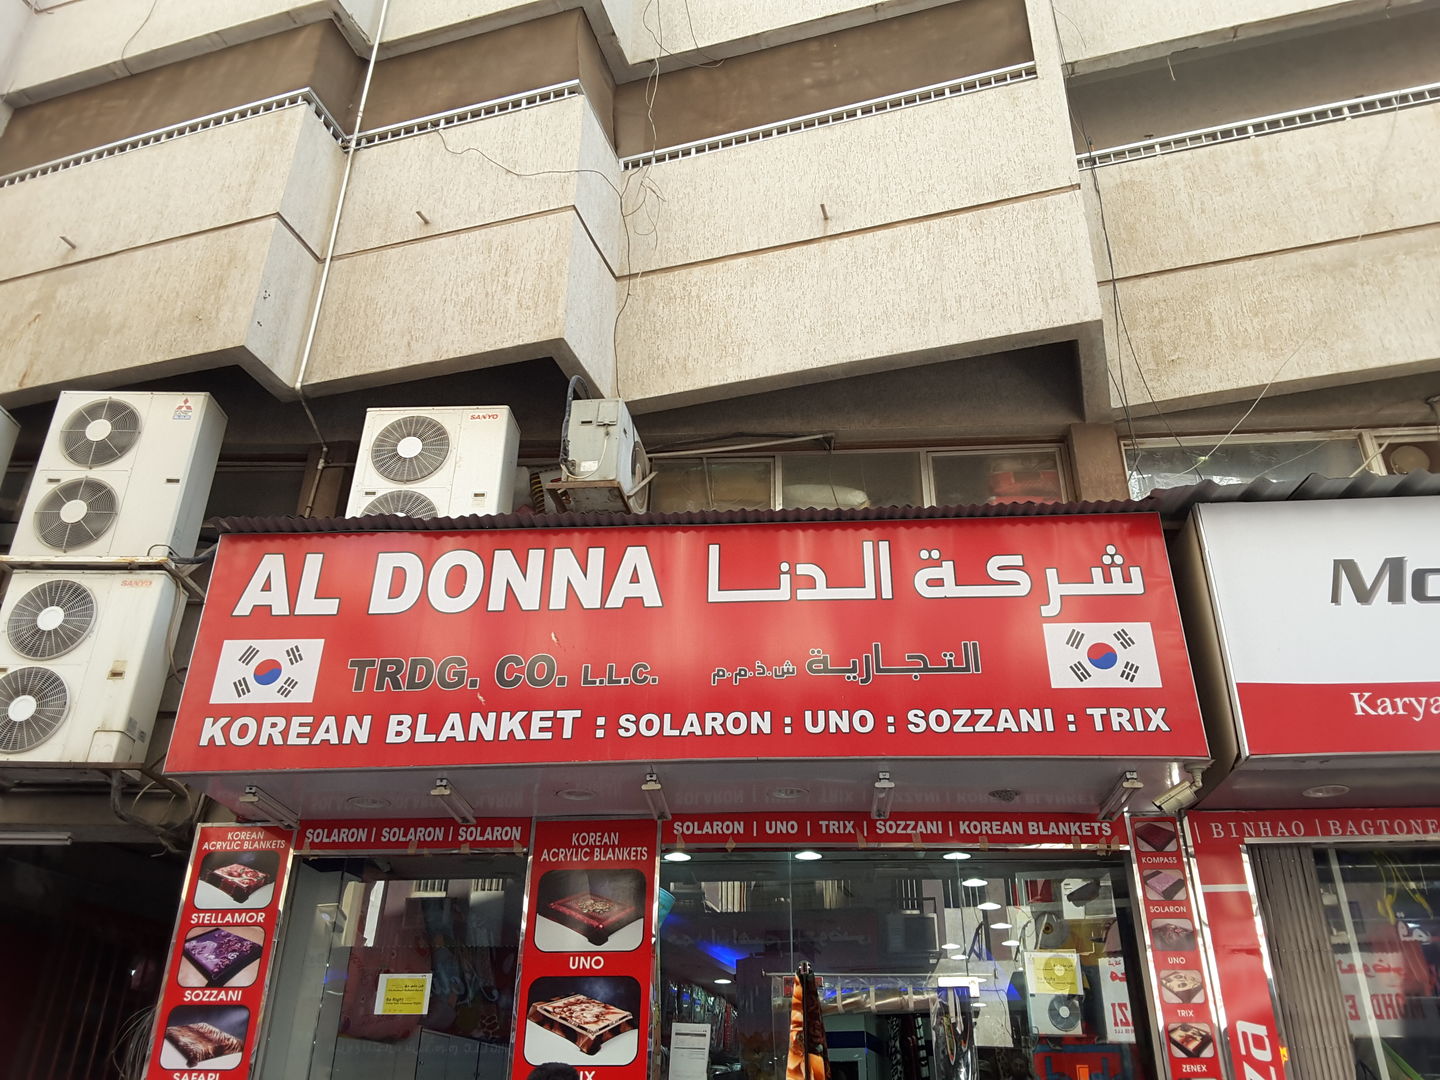 SANYO
SANYO
AL DONNA شركة الدنا
TRDG. CO. L.L.C. التجارية ش.ذ.م.م
KOREAN BLANKET : SOLARON : UNO : SOZZANI : TRIX
Karya
SOLARON | SOLARON | SOLARON
SOLARON | UNO | TRIX | SOZZANI | KOREAN BLANKETS
| BINHAO | BAGTONE
KOREAN
ACRYLIC BLANKETS
STELLAMOR
SOZZANI
SAFARI
KOREAN
ACRYLIC BLANKETS
UNO
KOMPASS
SOLARON
UNO
TRIX
ZENEX
Be Right